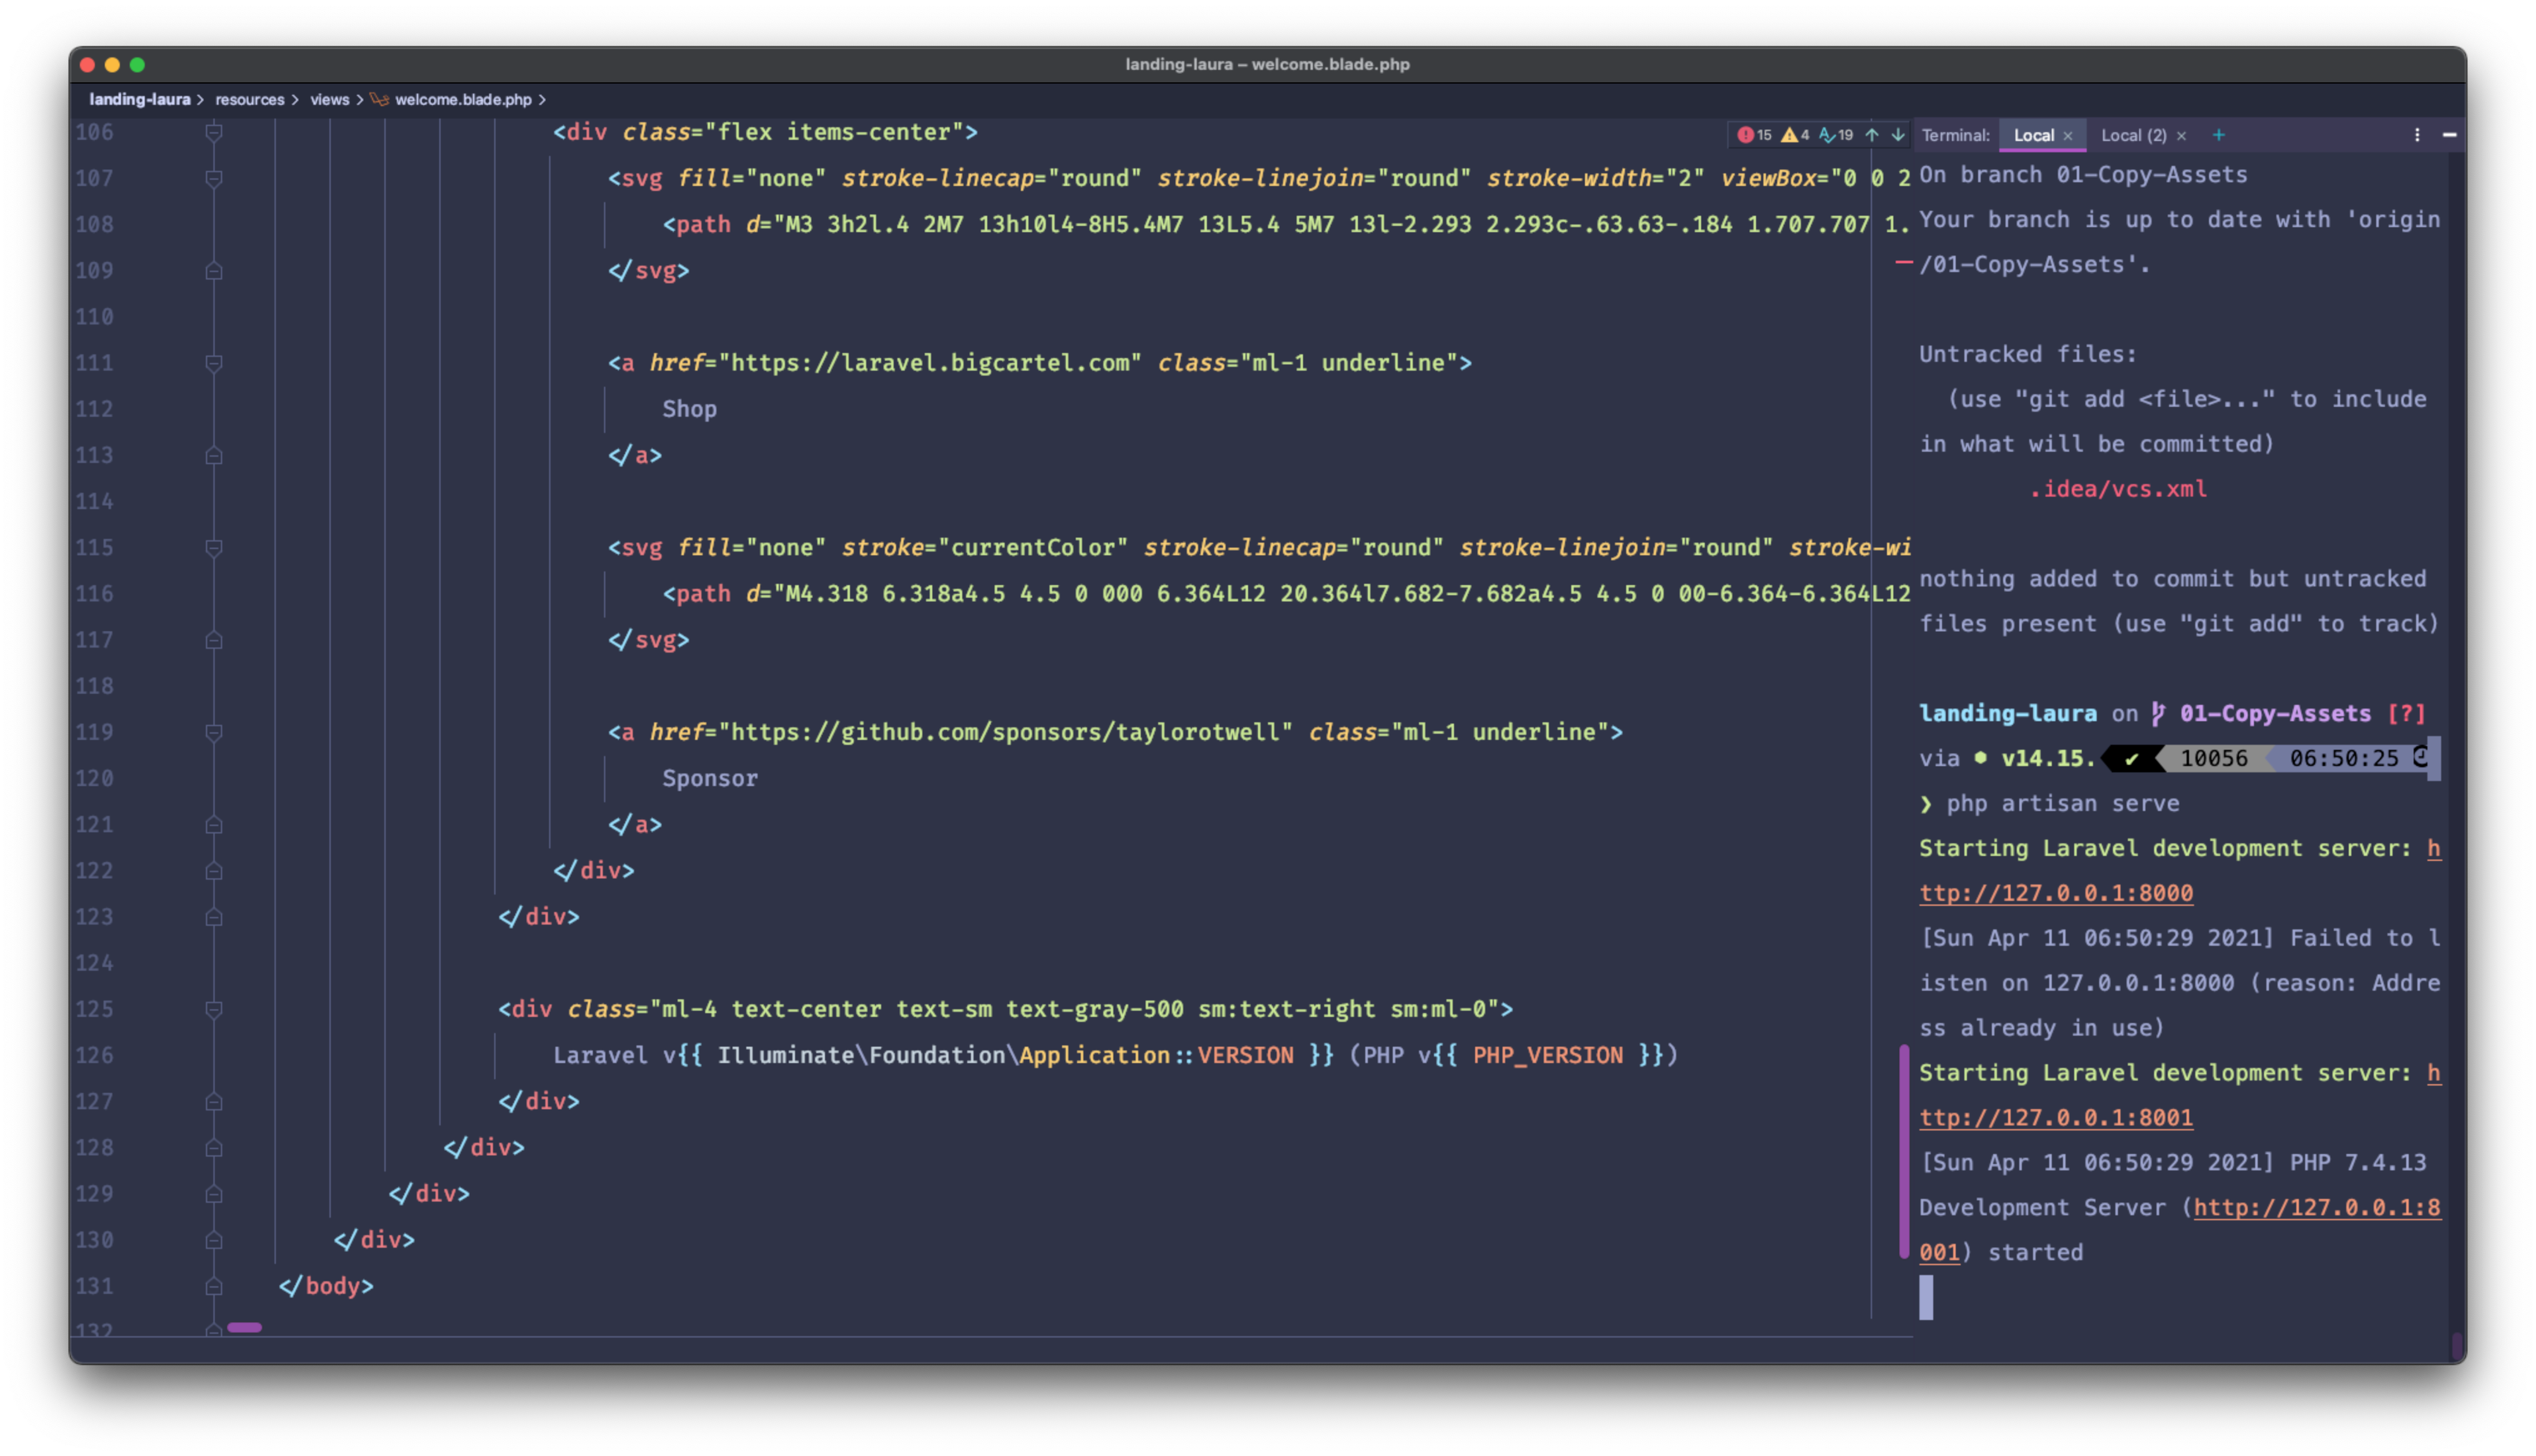 landing-laura – welcome.blade.php
landing-laura > resources > views > welcome.blade.php >
106 <div class="flex items-center">
107 <svg fill="none" stroke-linecap="round" stroke-linejoin="round" stroke-width="2" viewBox="0 0 2
108 <path d="M3 3h2l.4 2M7 13h10l4-8H5.4M7 13L5.4 5M7 13l-2.293 2.293c-.63.63-.184 1.707.707 1.
109 </svg>
110
111 <a href="https://laravel.bigcartel.com" class="ml-1 underline">
112 Shop
113 </a>
114
115 <svg fill="none" stroke="currentColor" stroke-linecap="round" stroke-linejoin="round" stroke-wi
116 <path d="M4.318 6.318a4.5 4.5 0 000 6.364L12 20.364l7.682-7.682a4.5 4.5 0 00-6.364-6.364L12
117 </svg>
118
119 <a href="https://github.com/sponsors/taylorotwell" class="ml-1 underline">
120 Sponsor
121 </a>
122 </div>
123 </div>
124
125 <div class="ml-4 text-center text-sm text-gray-500 sm:text-right sm:ml-0">
126 Laravel v{{ Illuminate\Foundation\Application::VERSION }} (PHP v{{ PHP_VERSION }})
127 </div>
128 </div>
129 </div>
130 </div>
131 </body>
132
15 4 19
Terminal: Local × Local (2) × +
On branch 01-Copy-Assets
Your branch is up to date with 'origin
/01-Copy-Assets'.
Untracked files:
(use "git add <file>..." to include
in what will be committed)
.idea/vcs.xml
nothing added to commit but untracked
files present (use "git add" to track)
landing-laura on 01-Copy-Assets [?]
via v14.15. ✔ 10056 06:50:25
❯ php artisan serve
Starting Laravel development server: h
ttp://127.0.0.1:8000
[Sun Apr 11 06:50:29 2021] Failed to l
isten on 127.0.0.1:8000 (reason: Addre
ss already in use)
Starting Laravel development server: h
ttp://127.0.0.1:8001
[Sun Apr 11 06:50:29 2021] PHP 7.4.13
Development Server (http://127.0.0.1:8
001) started